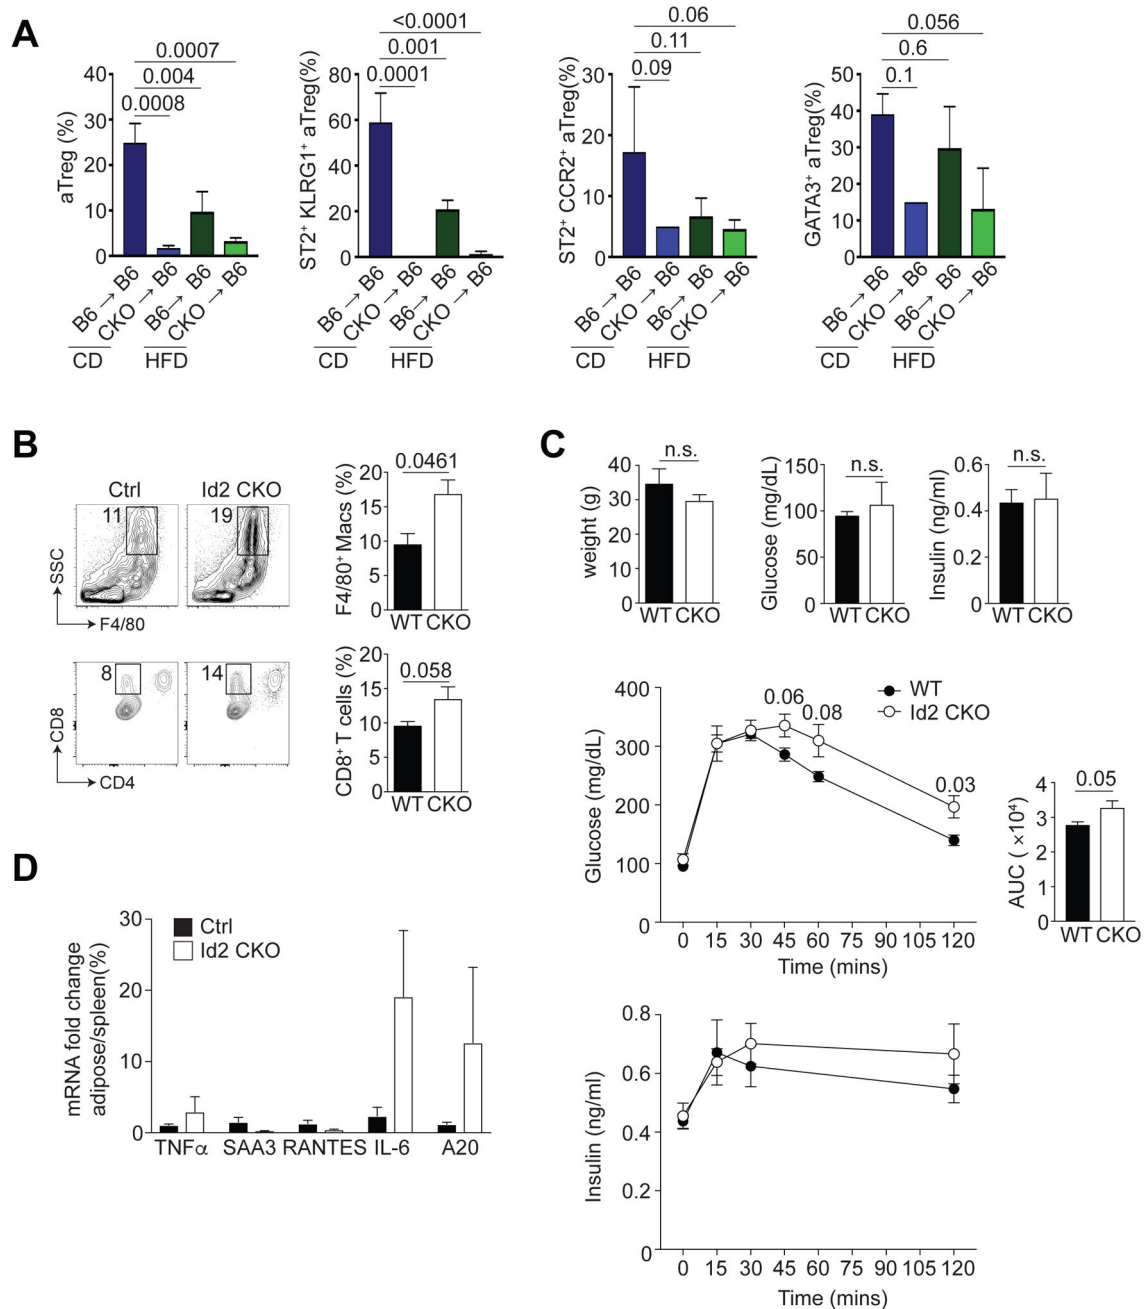 A
aTreg (%)
40
30
20
10
0
0.0007
0.004
0.0008
B6 → B6
CKO → B6
B6 → B6
CKO → B6
CD
HFD
ST2⁺ KLRG1⁺ aTreg(%)
80
60
40
20
0
<0.0001
0.001
0.0001
B6 → B6
CKO → B6
B6 → B6
CKO → B6
CD
HFD
ST2⁺ CCR2⁺ aTreg(%)
30
20
10
0
0.06
0.11
0.09
B6 → B6
CKO → B6
B6 → B6
CKO → B6
CD
HFD
GATA3⁺ aTreg(%)
50
40
30
20
10
0
0.056
0.6
0.1
B6 → B6
CKO → B6
B6→ B6
CKO → B6
CD
HFD
B
Ctrl
Id2 CKO
11
19
SSC
F4/80
F4/80⁺ Macs (%)
20
15
10
5
0
0.0461
WT CKO
8
14
CD8
CD4
CD8⁺ T cells (%)
20
15
10
5
0
0.058
WT CKO
C
weight (g)
40
30
20
10
0
n.s.
WT CKO
Glucose (mg/dL)
150
100
50
0
n.s.
WT CKO
Insulin (ng/ml)
0.6
0.4
0.2
0
n.s.
WT CKO
Glucose (mg/dL)
400
300
200
100
0
WT
Id2 CKO
0.06
0.08
0.03
0 15 30 45 60 75 90 105 120
Time (mins)
AUC ( ×10⁴)
4
3
2
1
0
0.05
WT CKO
Insulin (ng/ml)
0.8
0.6
0.4
0.2
0
0 15 30 45 60 75 90 105 120
Time (mins)
D
mRNA fold change
adipose/spleen(%)
30
20
10
0
Ctrl
Id2 CKO
TNFα SAA3 RANTES IL-6 A20